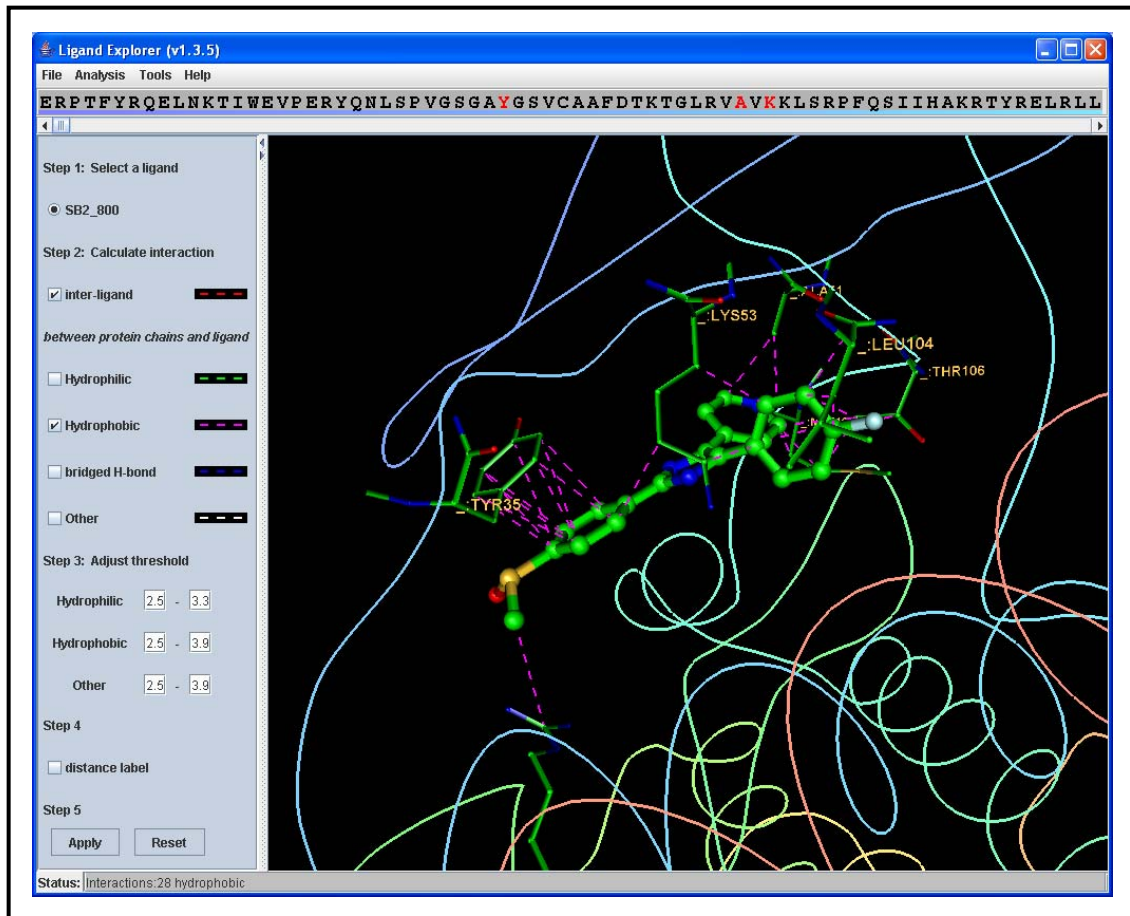 Ligand Explorer (v1.3.5)
File Analysis Tools Help
ERPTFYRQELNKTIWEVPERYQNLSPVGSGAYGSVCAAFDTKTGLRVAVKKLSRPFQSIIHAKRTYRELRLL
Step 1: Select a ligand
SB2_800
Step 2: Calculate interaction
inter-ligand
between protein chains and ligand
Hydrophilic
Hydrophobic
bridged H-bond
Other
Step 3: Adjust threshold
Hydrophilic 2.5 - 3.3
Hydrophobic 2.5 - 3.9
Other 2.5 - 3.9
Step 4
distance label
Step 5
Apply Reset
_:LYS53
_:LEU104
_:THR106
_:TYR35
Status: Interactions:28 hydrophobic